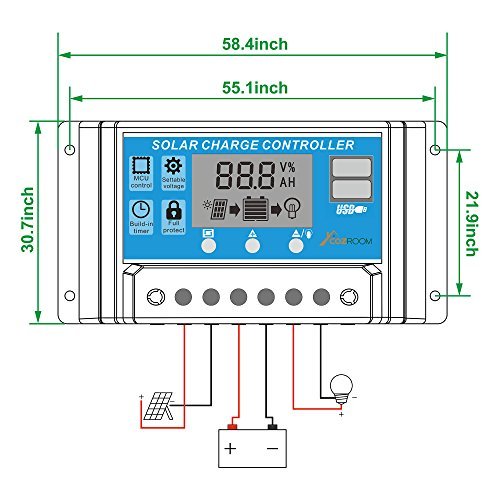 58.4inch
55.1inch
30.7inch
21.9inch
SOLAR CHARGE CONTROLLER
MCU
control
Settable
voltage
Build-in
timer
Full
protect
88.8 V%
AH
USB
COZROOM
+ -
+ -
- +